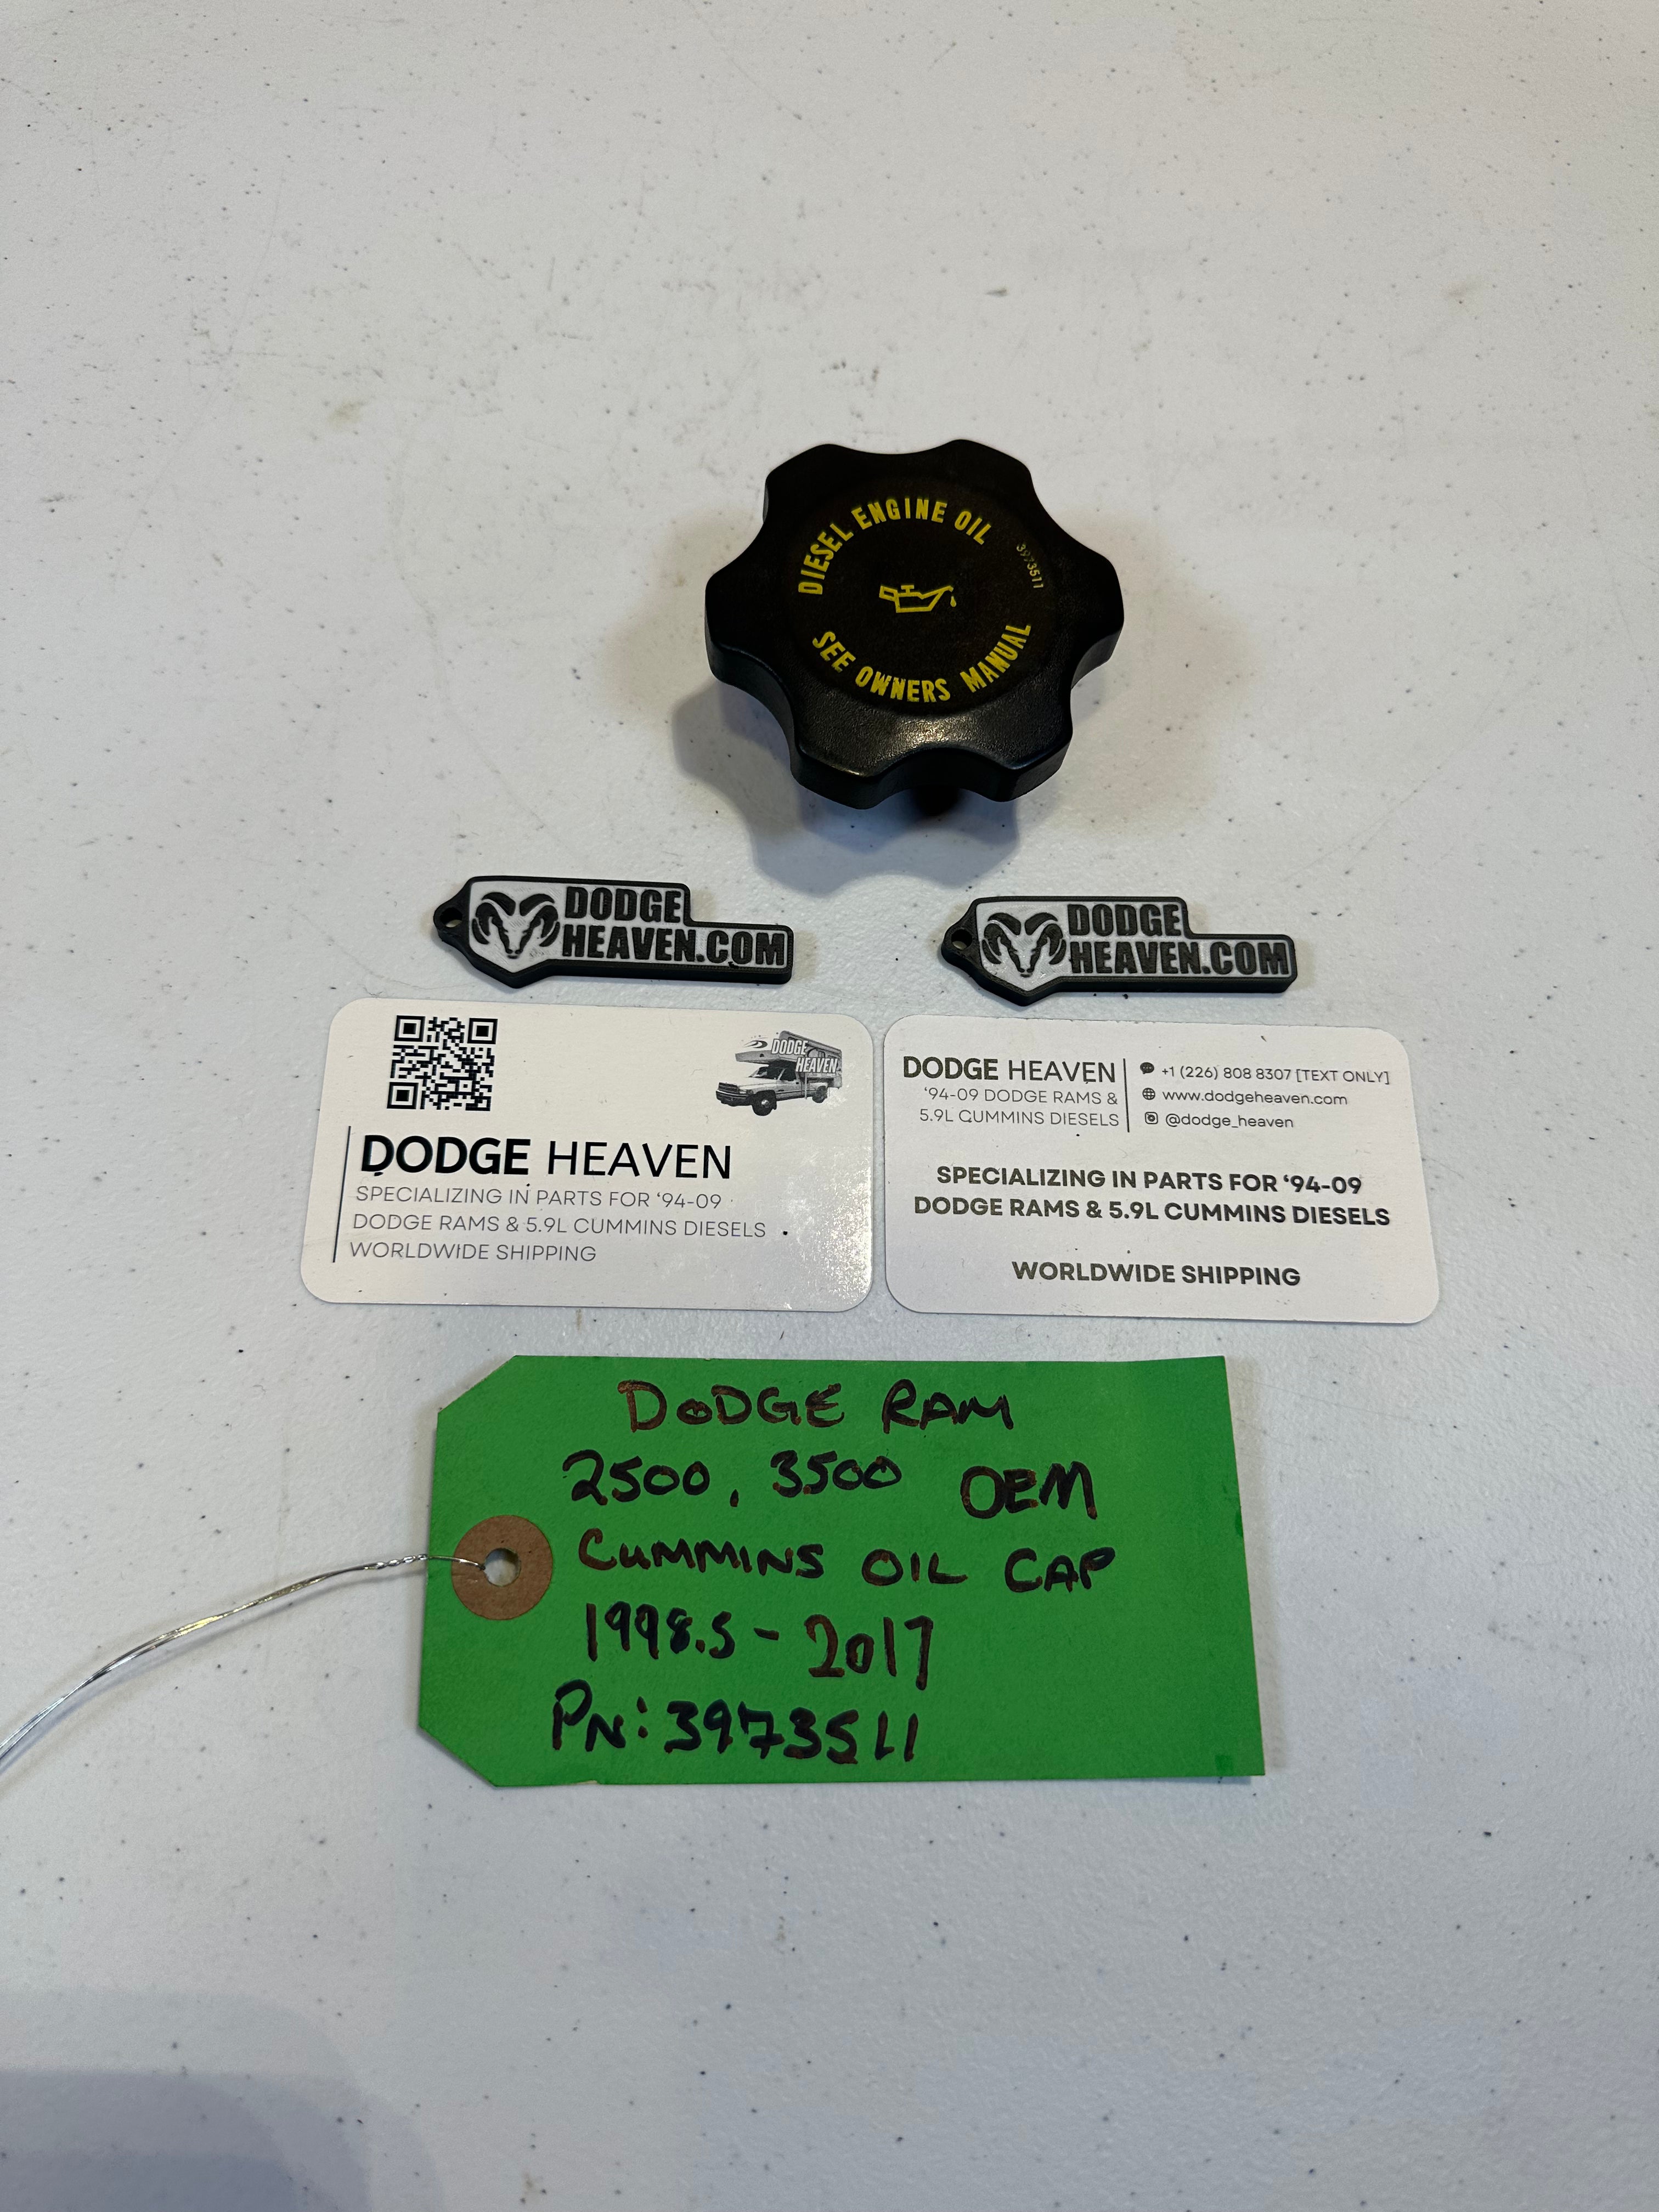 DIESEL ENGINE OIL
3973511
SEE OWNERS MANUAL
DODGE
HEAVEN.COM
DODGE
HEAVEN.COM
DODGE
HEAVEN
DODGE HEAVEN
SPECIALIZING IN PARTS FOR ‘94-09
DODGE RAMS & 5.9L CUMMINS DIESELS
WORLDWIDE SHIPPING
DODGE HEAVEN
‘94-09 DODGE RAMS &
5.9L CUMMINS DIESELS
+1 (226) 808 8307 [TEXT ONLY]
www.dodgeheaven.com
@dodge_heaven
SPECIALIZING IN PARTS FOR ‘94-09
DODGE RAMS & 5.9L CUMMINS DIESELS
WORLDWIDE SHIPPING
DODGE RAM
2500, 3500 OEM
CUMMINS OIL CAP
1998.5 - 2017
PN: 3973511